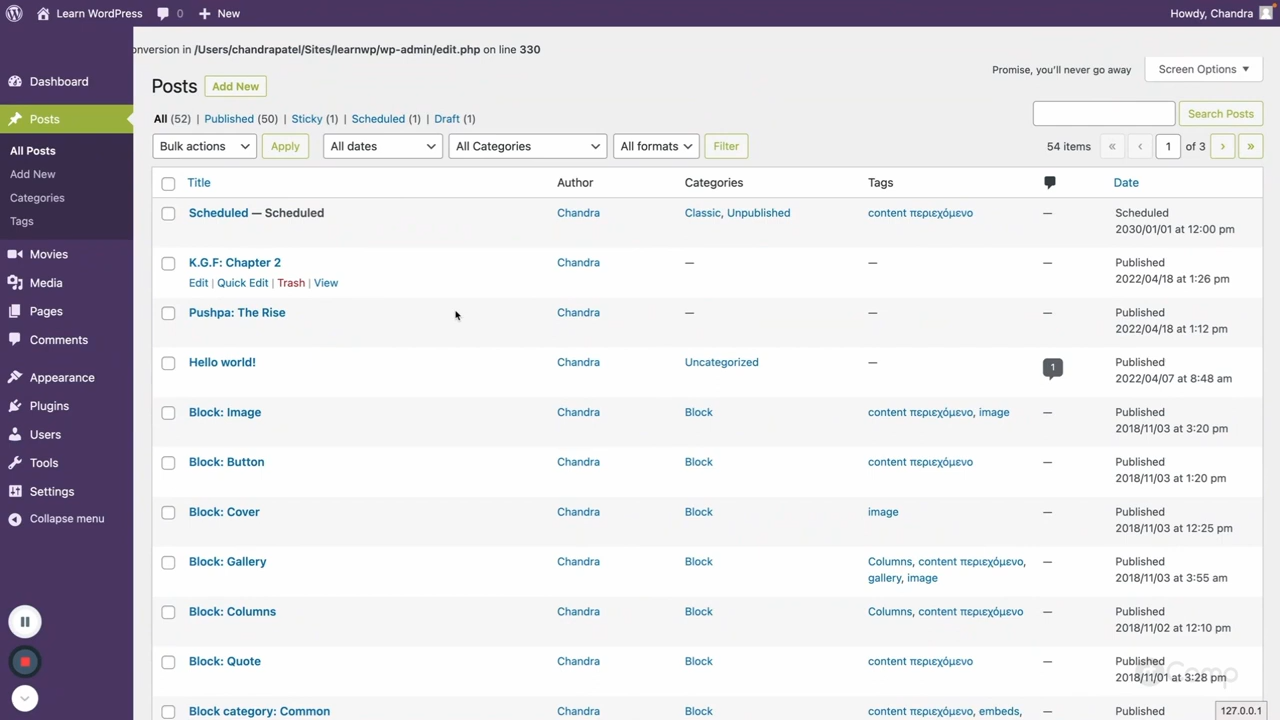 Learn WordPress 0 New Howdy, Chandra
onversion in /Users/chandrapatel/Sites/learnwp/wp-admin/edit.php on line 330
Promise, you'll never go away Screen Options
Posts Add New
All (52) | Published (50) | Sticky (1) | Scheduled (1) | Draft (1)
Search Posts
Bulk actions Apply All dates All Categories All formats Filter 54 items « ‹ 1 of 3 › »
Dashboard
Posts
All Posts
Add New
Categories
Tags
Movies
Media
Pages
Comments
Appearance
Plugins
Users
Tools
Settings
Collapse menu
Title Author Categories Tags Date
Scheduled — Scheduled Chandra Classic, Unpublished content περιεχόμενο — Scheduled
2030/01/01 at 12:00 pm
K.G.F: Chapter 2 Chandra — — — Published
Edit | Quick Edit | Trash | View 2022/04/18 at 1:26 pm
Pushpa: The Rise Chandra — — — Published
2022/04/18 at 1:12 pm
Hello world! Chandra Uncategorized — 1 Published
2022/04/07 at 8:48 am
Block: Image Chandra Block content περιεχόμενο, image — Published
2018/11/03 at 3:20 pm
Block: Button Chandra Block content περιεχόμενο — Published
2018/11/03 at 1:20 pm
Block: Cover Chandra Block image — Published
2018/11/03 at 12:25 pm
Block: Gallery Chandra Block Columns, content περιεχόμενο, — Published
gallery, image 2018/11/03 at 3:55 am
Block: Columns Chandra Block Columns, content περιεχόμενο — Published
2018/11/02 at 12:10 pm
Block: Quote Chandra Block content περιεχόμενο — Published
2018/11/01 at 3:28 pm
Block category: Common Chandra Block content περιεχόμενο, embeds, — Published
127.0.0.1